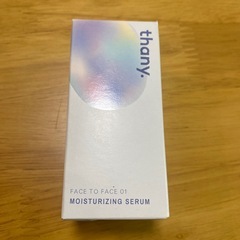 thany.
FACE TO FACE 01
MOISTURIZING SERUM